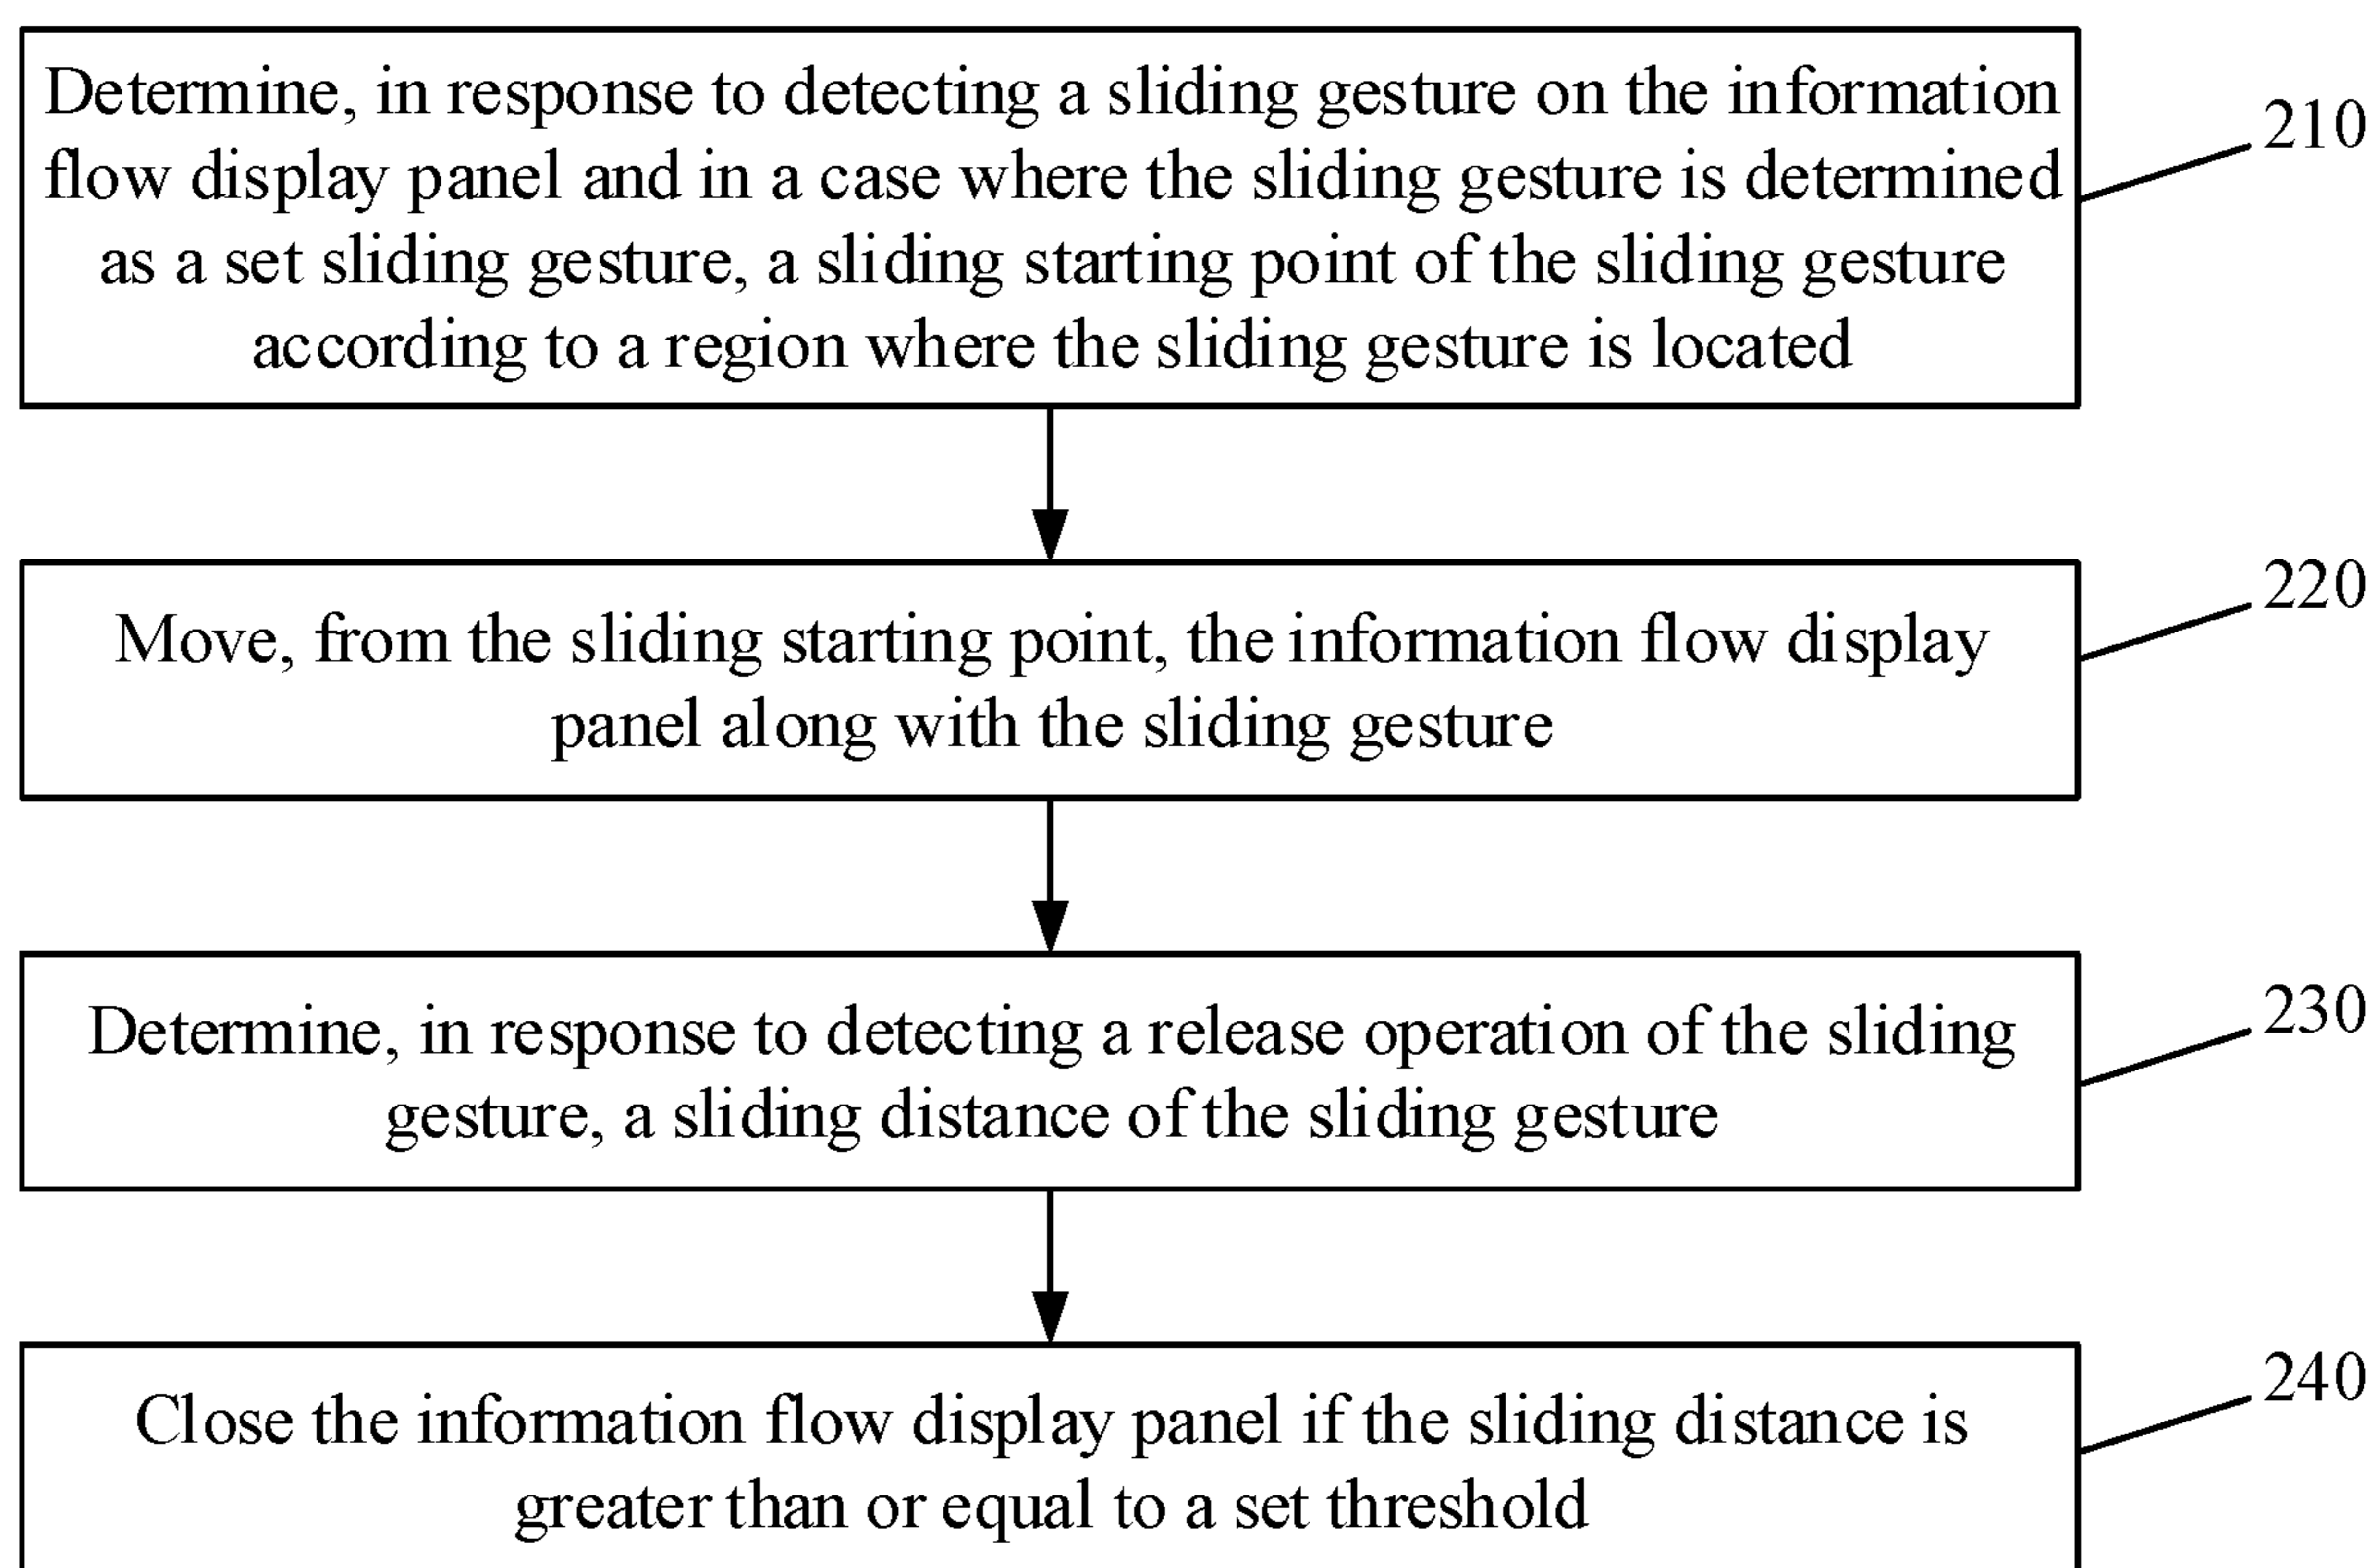 Determine, in response to detecting a sliding gesture on the information
flow display panel and in a case where the sliding gesture is determined
as a set sliding gesture, a sliding starting point of the sliding gesture
according to a region where the sliding gesture is located
210
Move, from the sliding starting point, the information flow display
panel along with the sliding gesture
220
Determine, in response to detecting a release operation of the sliding
gesture, a sliding distance of the sliding gesture
230
Close the information flow display panel if the sliding distance is
greater than or equal to a set threshold
240